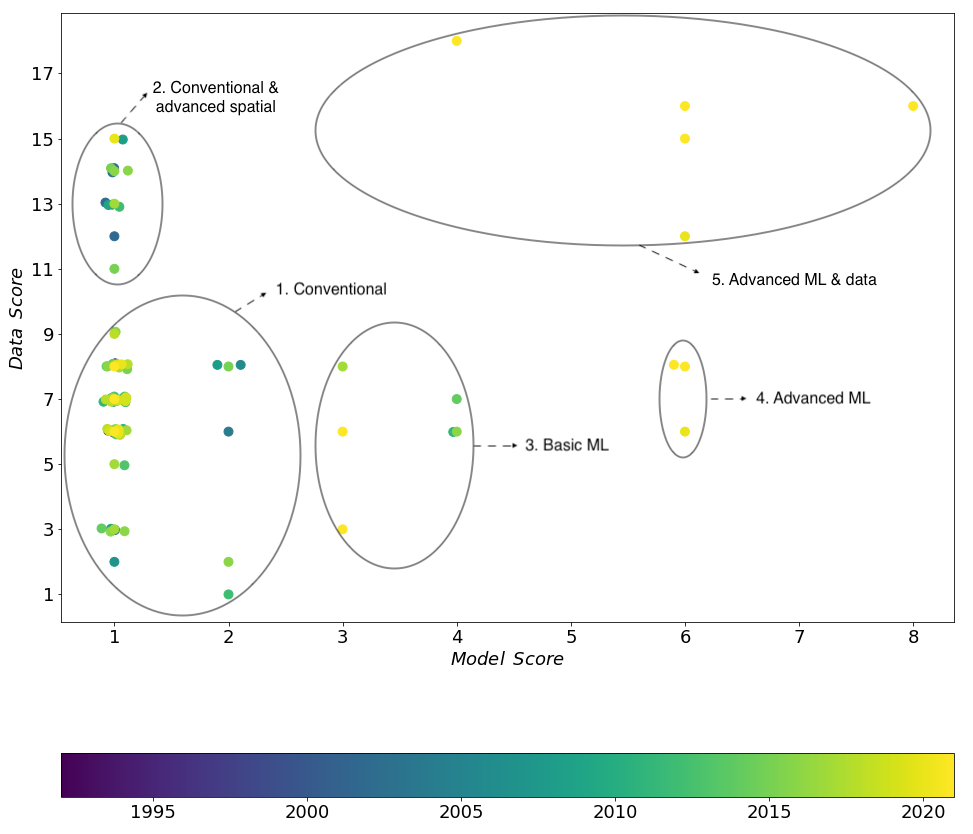 17
2. Conventional &
advanced spatial
15
13
11
5. Advanced ML & data
1. Conventional
9
7
4. Advanced ML
3. Basic ML
5
3
1
Data Score
1 2 3 4 5 6 7 8
Model Score
1995 2000 2005 2010 2015 2020